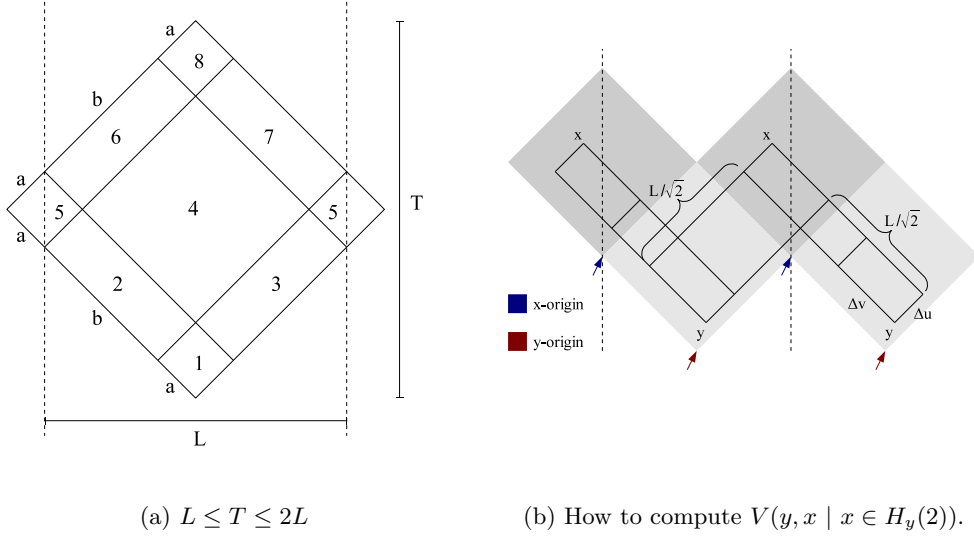 a
8
b
6
7
a
5
4
5
T
a
2
3
b
1
a
L
x
x
L/√2
L/√2
Δv
Δu
y
y
x-origin
y-origin
(a) L ≤ T ≤ 2L
(b) How to compute V(y, x | x ∈ H_y(2)).